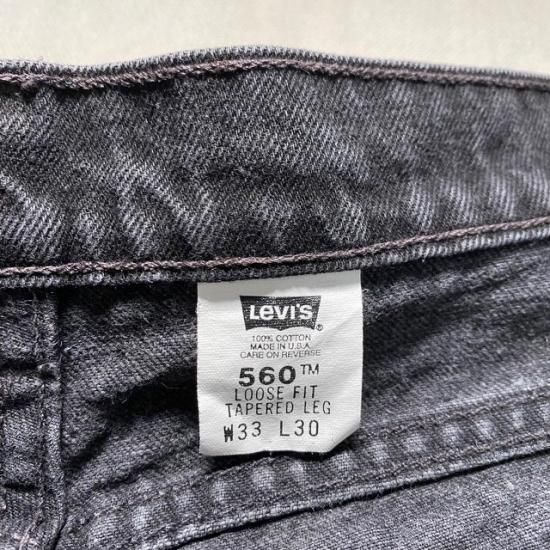 LEVI'S ®
100% COTTON
MADE IN U.S.A.
CARE ON REVERSE
560™
LOOSE FIT
TAPERED LEG
W33 L30